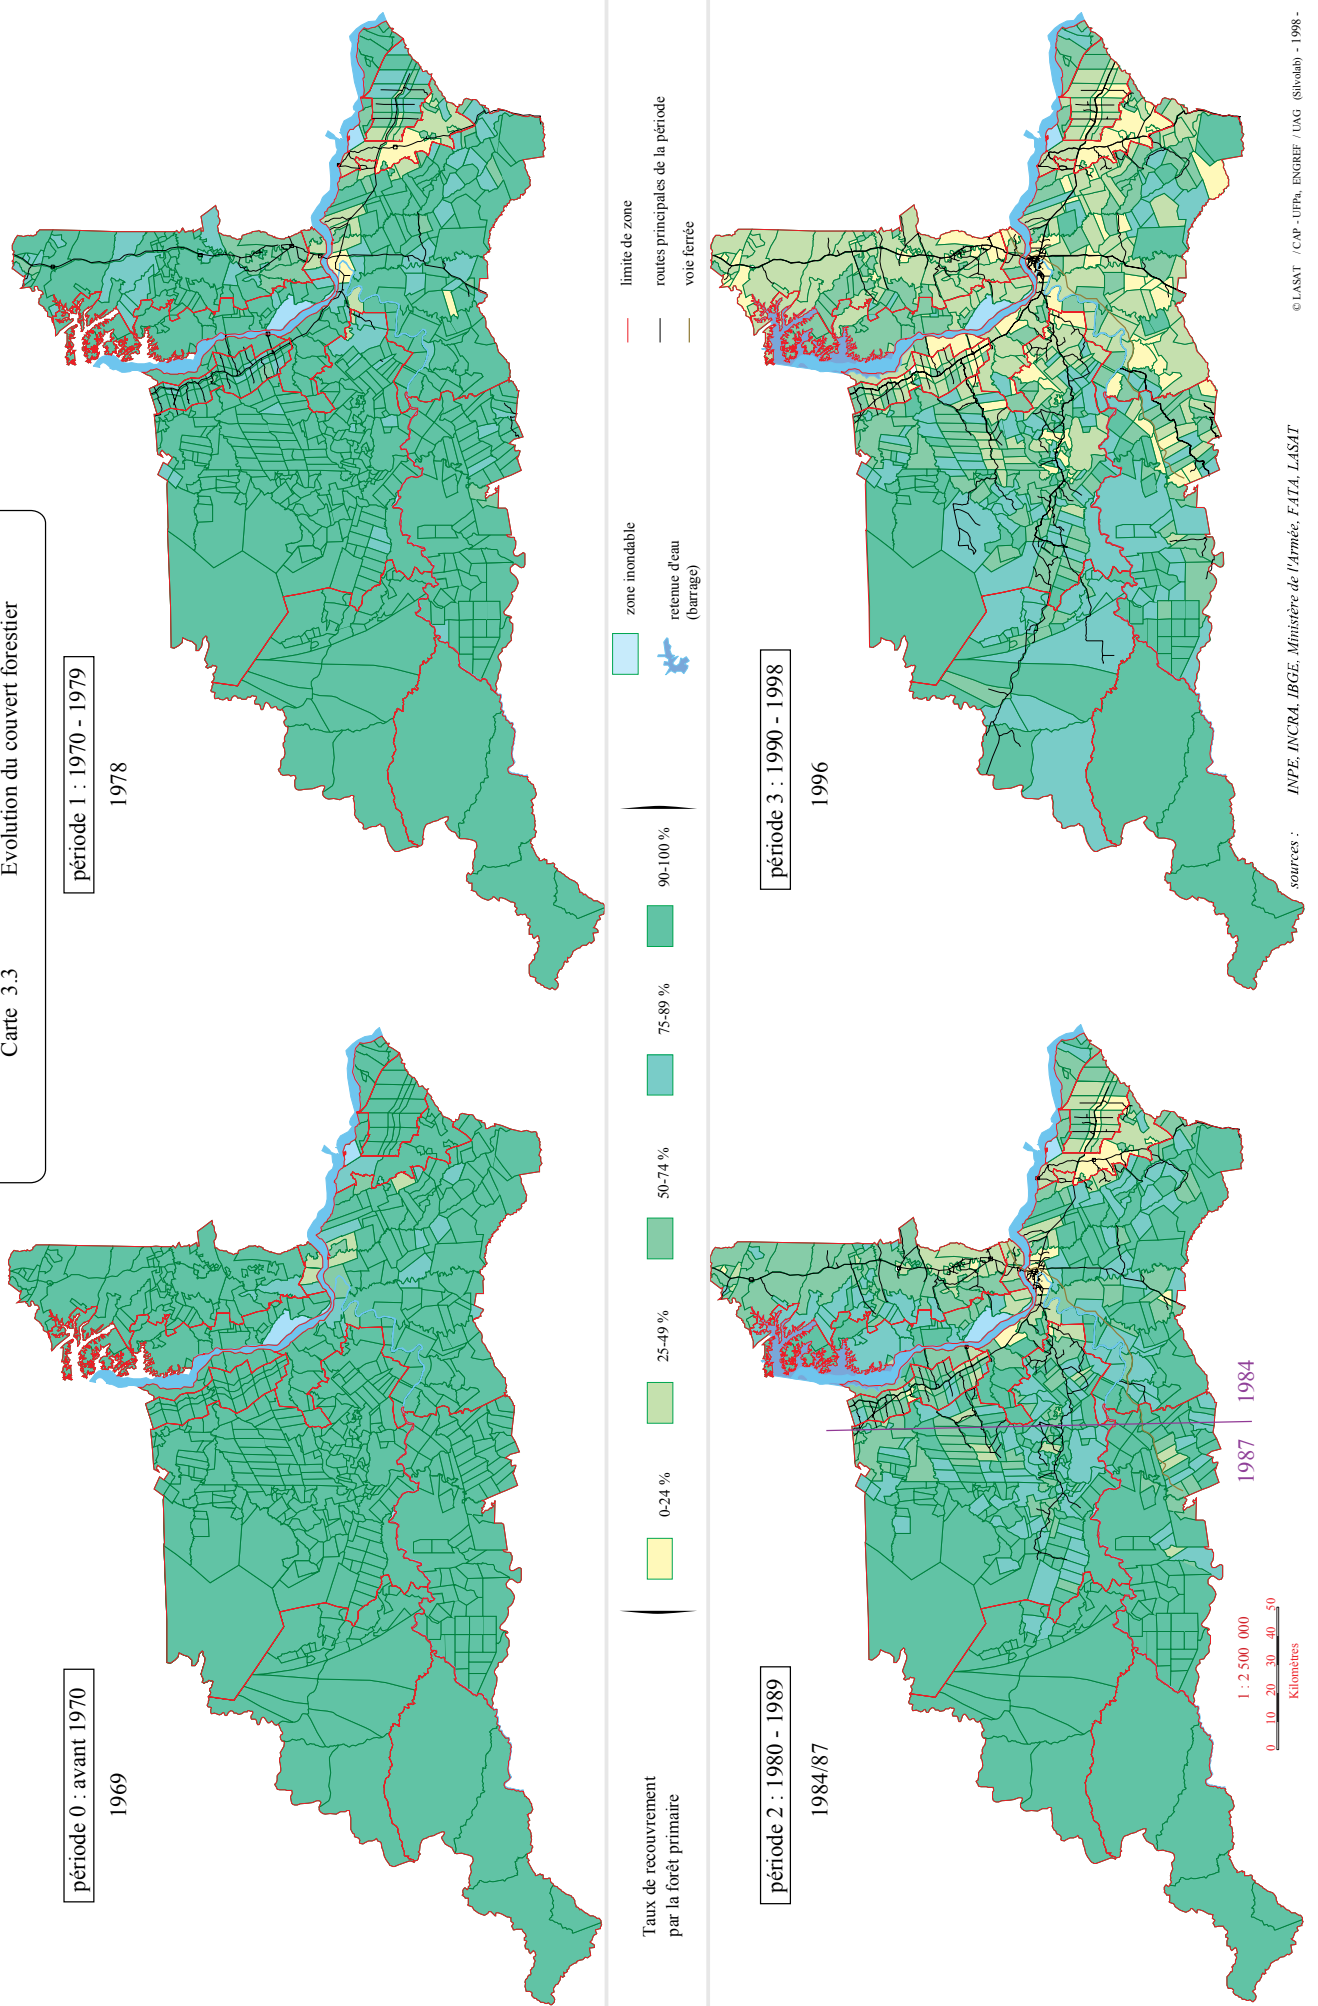 Carte 3.3 Evolution du couvert forestier
période 0 : avant 1970
1969
période 1 : 1970 - 1979
1978
Taux de recouvrement
par la forêt primaire
0-24 %
25-49 %
50-74 %
75-89 %
90-100 %
zone inondable
retenue d'eau
(barrage)
limite de zone
routes principales de la période
voie ferrée
période 2 : 1980 - 1989
1984/87
1987
1984
1 : 2 500 000
0 10 20 30 40 50
Kilomètres
période 3 : 1990 - 1998
1996
sources : INPE, INCRA, IBGE, Ministère de l'Armée, FATA, LASAT
© LASAT / CAP - UFPa, ENGREF / UAG (Silvolab) - 1998 -